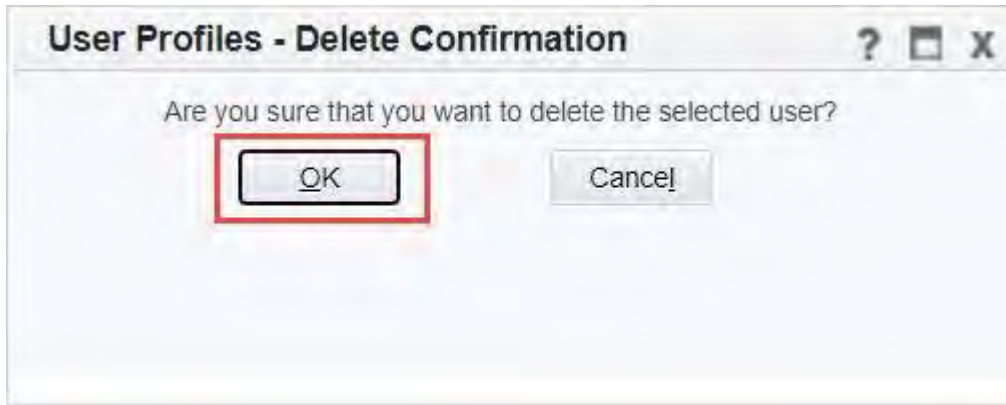 User Profiles - Delete Confirmation ? X
Are you sure that you want to delete the selected user?
OK Cancel